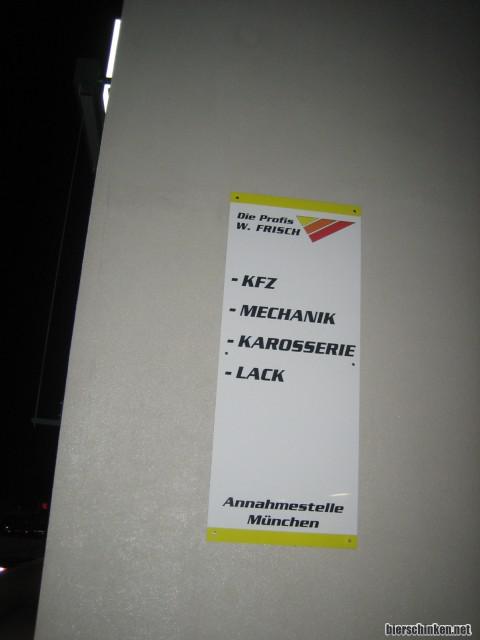 Die Profis
W. FRISCH
- KFZ
- MECHANIK
- KAROSSERIE
- LACK
Annahmestelle
München
bierschinken.net